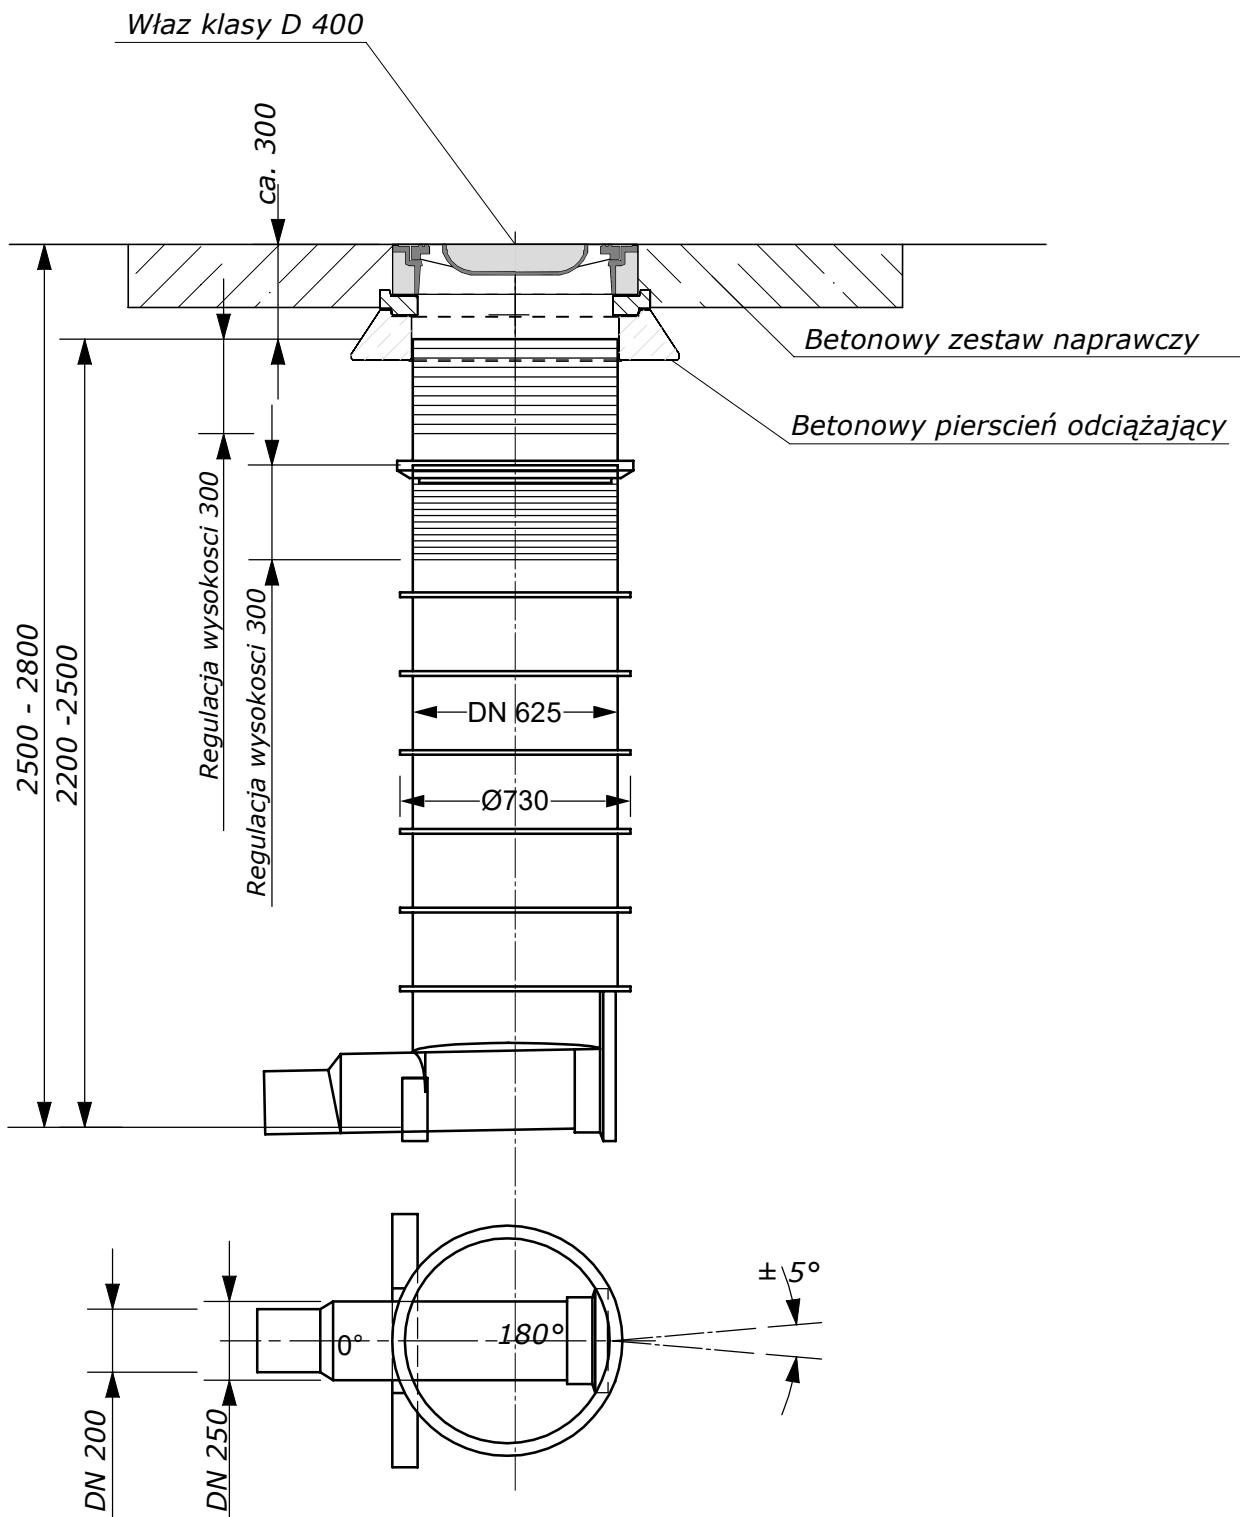 Właz klasy D 400
ca. 300
Betonowy zestaw naprawczy
Betonowy pierscień odciążający
Regulacja wysokosci 300
Regulacja wysokosci 300
2500 - 2800
2200 -2500
DN 625
Ø730
± 5°
0°
180°
DN 200
DN 250